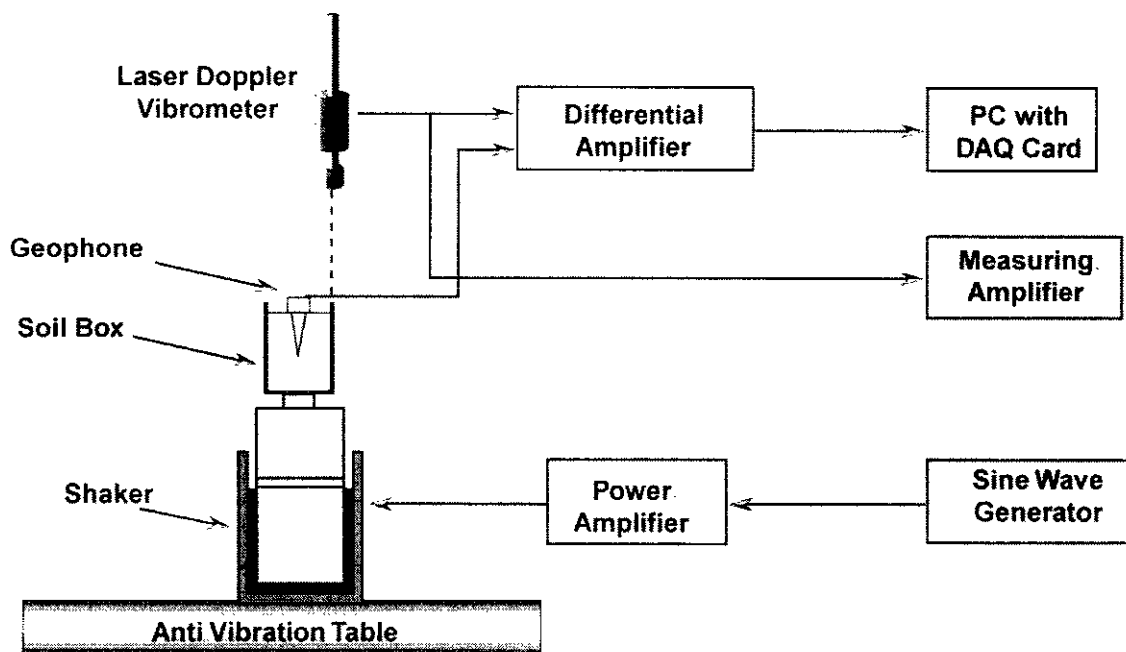 Laser Doppler
Vibrometer
Differential
Amplifier
PC with
DAQ Card
Geophone
Measuring
Amplifier
Soil Box
Shaker
Power
Amplifier
Sine Wave
Generator
Anti Vibration Table